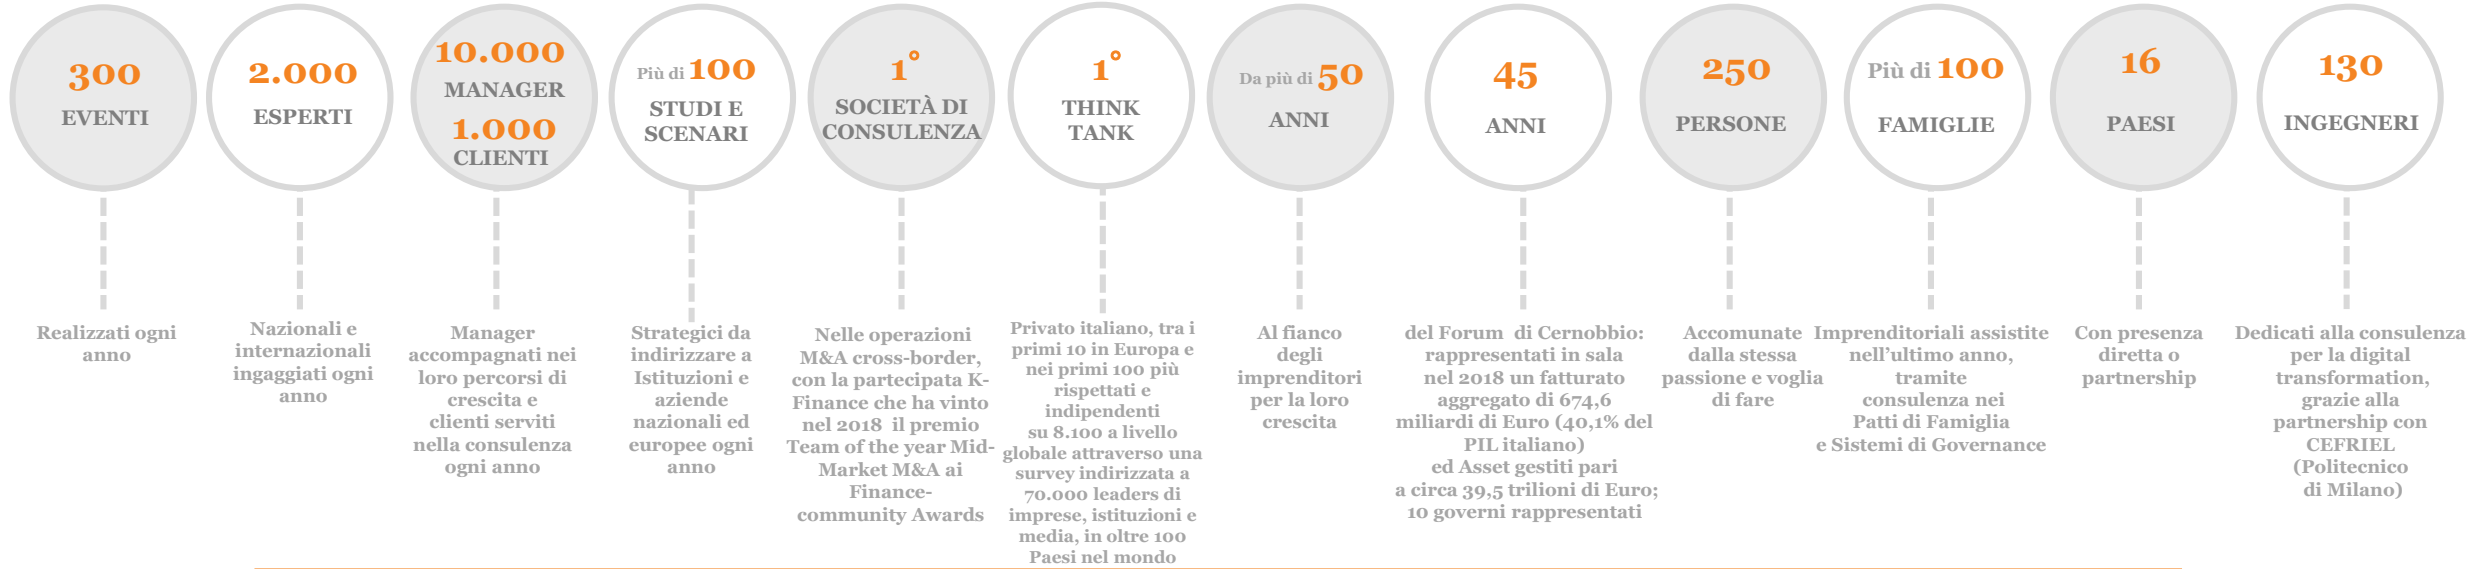 300
EVENTI
Realizzati ogni
anno
2.000
ESPERTI
Nazionali e
internazionali
ingaggiati ogni
anno
10.000
MANAGER
1.000
CLIENTI
Manager
accompagnati nei
loro percorsi di
crescita e
clienti serviti
nella consulenza
ogni anno
Più di 100
STUDI E
SCENARI
Strategici da
indirizzare a
Istituzioni e
aziende
nazionali ed
europee ogni
anno
1°
SOCIETÀ DI
CONSULENZA
Nelle operazioni
M&A cross-border,
con la partecipata K-
Finance che ha vinto
nel 2018 il premio
Team of the year Mid-
Market M&A ai
Finance-
community Awards
1°
THINK
TANK
Privato italiano, tra i
primi 10 in Europa e
nei primi 100 più
rispettati e
indipendenti
su 8.100 a livello
globale attraverso una
survey indirizzata a
70.000 leaders di
imprese, istituzioni e
media, in oltre 100
Paesi nel mondo
Da più di 50
ANNI
Al fianco
degli
imprenditori
per la loro
crescita
45
ANNI
del Forum di Cernobbio:
rappresentati in sala
nel 2018 un fatturato
aggregato di 674,6
miliardi di Euro (40,1% del
PIL italiano)
ed Asset gestiti pari
a circa 39,5 trilioni di Euro;
10 governi rappresentati
250
PERSONE
Accomunate
dalla stessa
passione e voglia
di fare
Più di 100
FAMIGLIE
Imprenditoriali assistite
nell'ultimo anno,
tramite
consulenza nei
Patti di Famiglia
e Sistemi di Governance
16
PAESI
Con presenza
diretta o
partnership
130
INGEGNERI
Dedicati alla consulenza
per la digital
transformation,
grazie alla
partnership con
CEFRIEL
(Politecnico
di Milano)